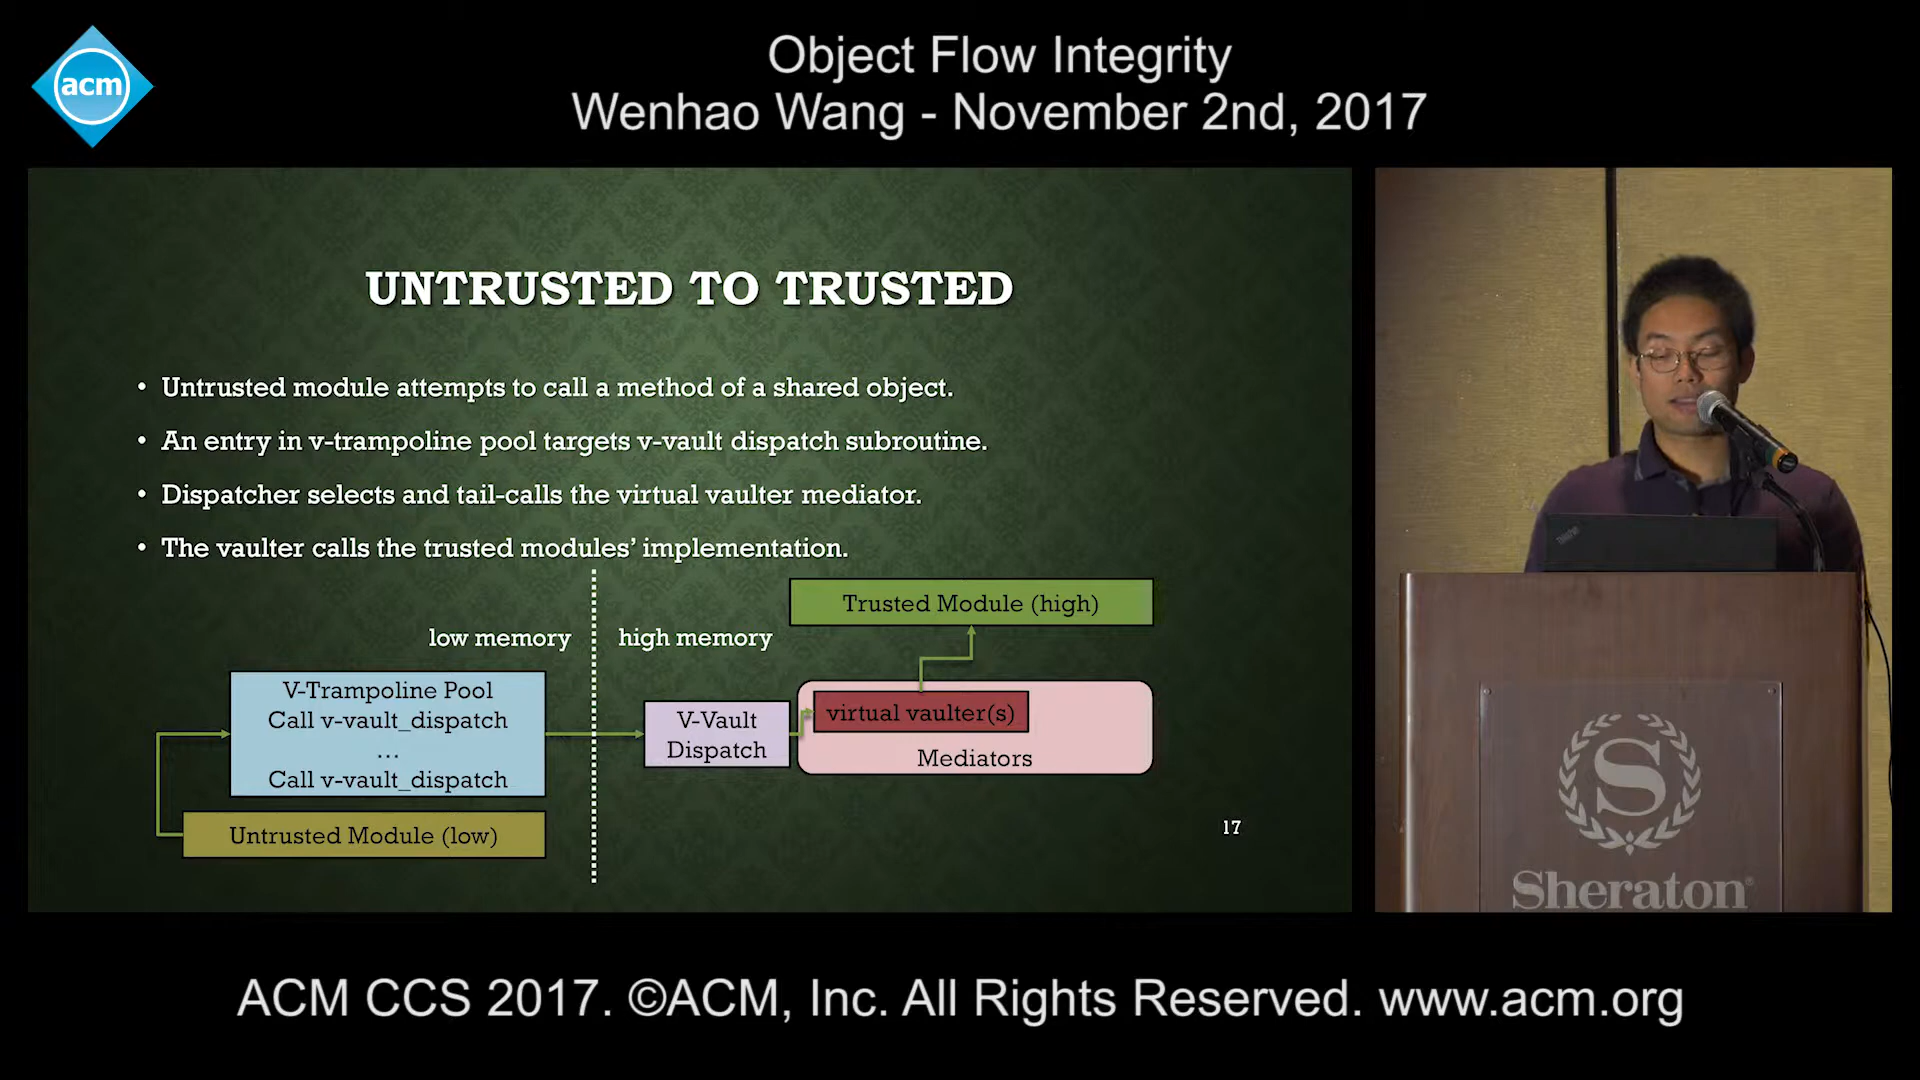 acm
Object Flow Integrity
Wenhao Wang - November 2nd, 2017
UNTRUSTED TO TRUSTED
• Untrusted module attempts to call a method of a shared object.
• An entry in v-trampoline pool targets v-vault dispatch subroutine.
• Dispatcher selects and tail-calls the virtual vaulter mediator.
• The vaulter calls the trusted modules’ implementation.
Trusted Module (high)
low memory
high memory
V-Trampoline Pool
Call v-vault_dispatch
...
Call v-vault_dispatch
V-Vault
Dispatch
virtual vaulter(s)
Mediators
Untrusted Module (low)
17
ThinkPad
S
Sheraton®
ACM CCS 2017. ©ACM, Inc. All Rights Reserved. www.acm.org